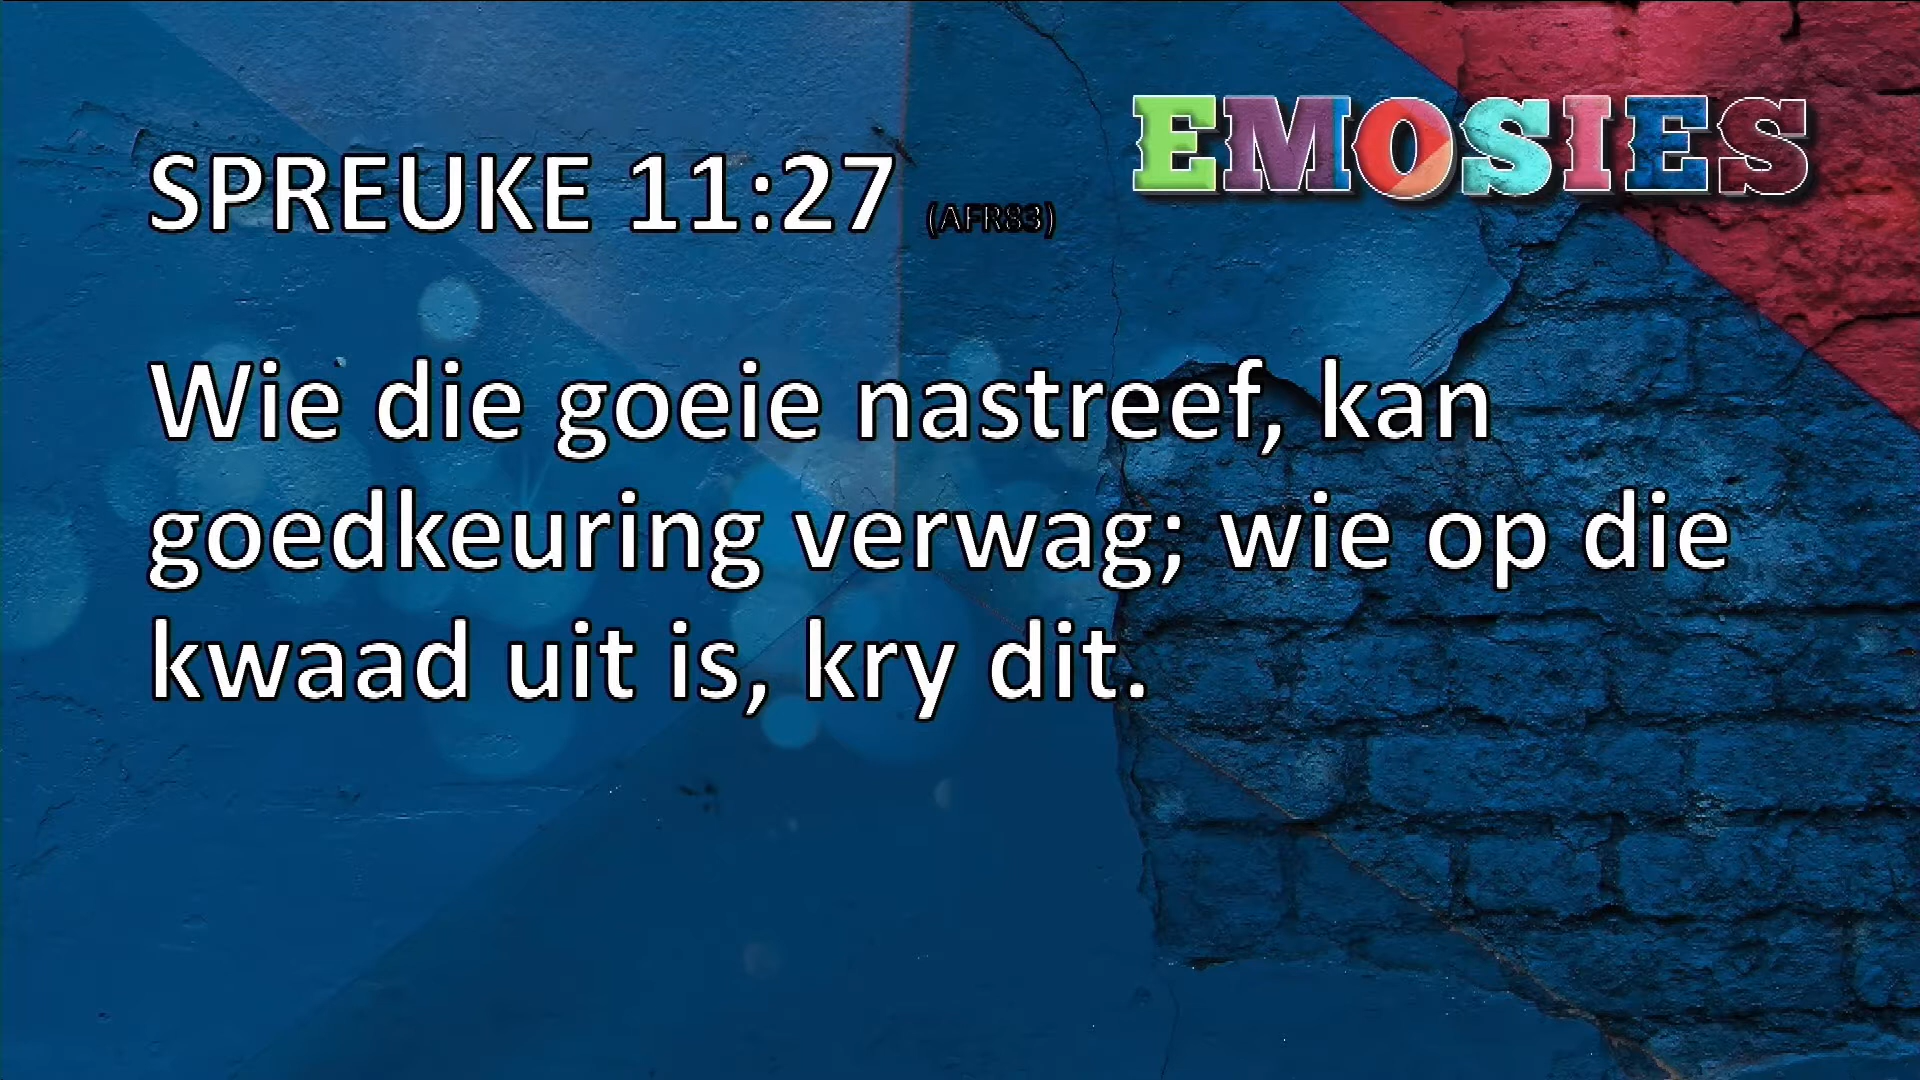 EMOSIES
SPREUKE 11:27 (AFR83)
Wie die goeie nastreef, kan
goedkeuring verwag; wie op die
kwaad uit is, kry dit.